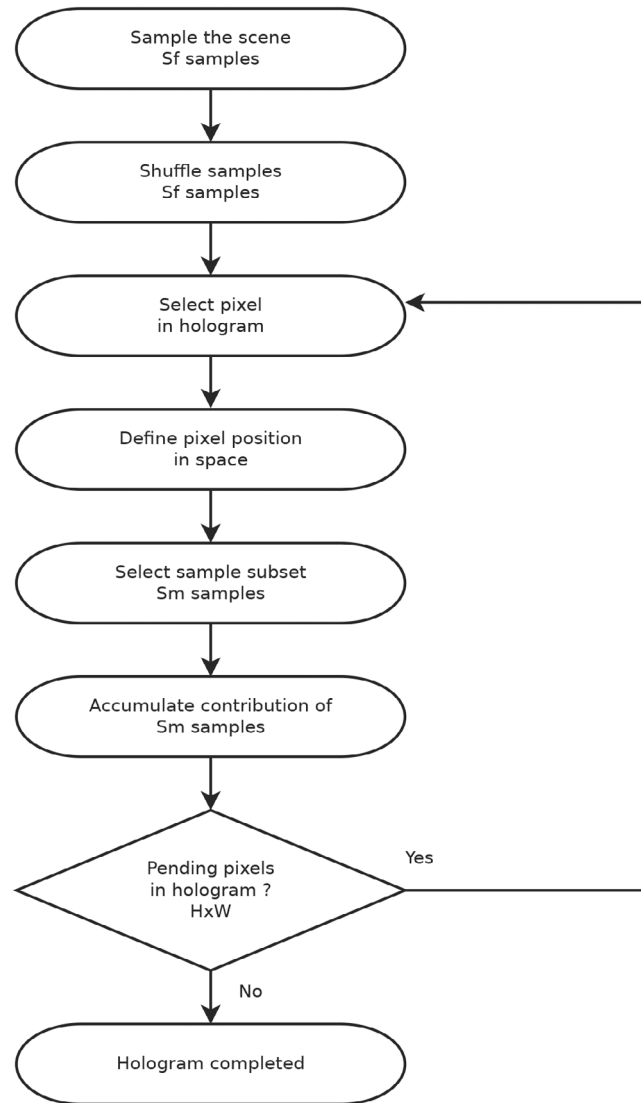 Sample the scene
Sf samples
Shuffle samples
Sf samples
Select pixel
in hologram
Define pixel position
in space
Select sample subset
Sm samples
Accumulate contribution of
Sm samples
Pending pixels
in hologram ?
HxW
Yes
No
Hologram completed